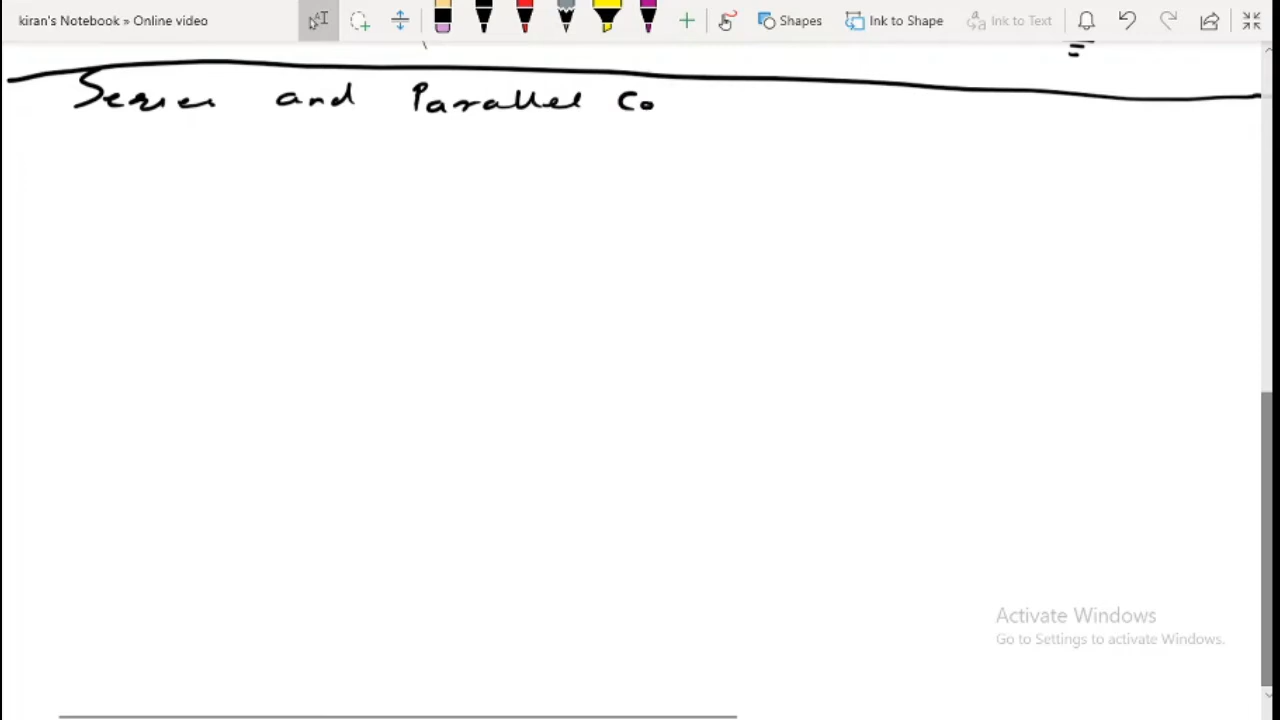 kiran's Notebook » Online video
Shapes
Ink to Shape
Ink to Text
Series and Parallel Co
Activate Windows
Go to Settings to activate Windows.